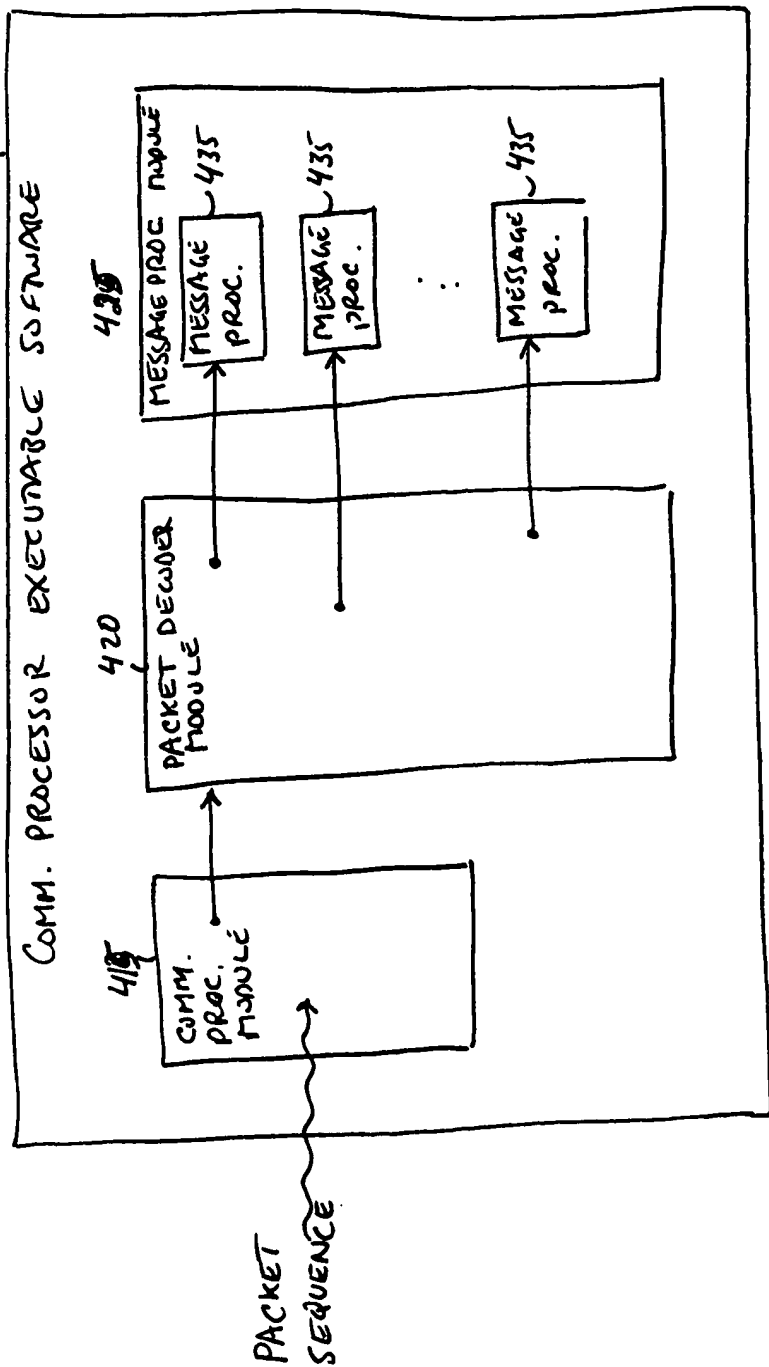 COMM. PROCESSOR EXECUTABLE SOFTWARE
PACKET
SEQUENCE
COMM.
PROC.
MODULE
420
PACKET DECODER
MODULE
425
MESSAGE PROC MODULE
MESSAGE
PROC.
435
MESSAGE
PROC.
435
...
MESSAGE
PROC.
435